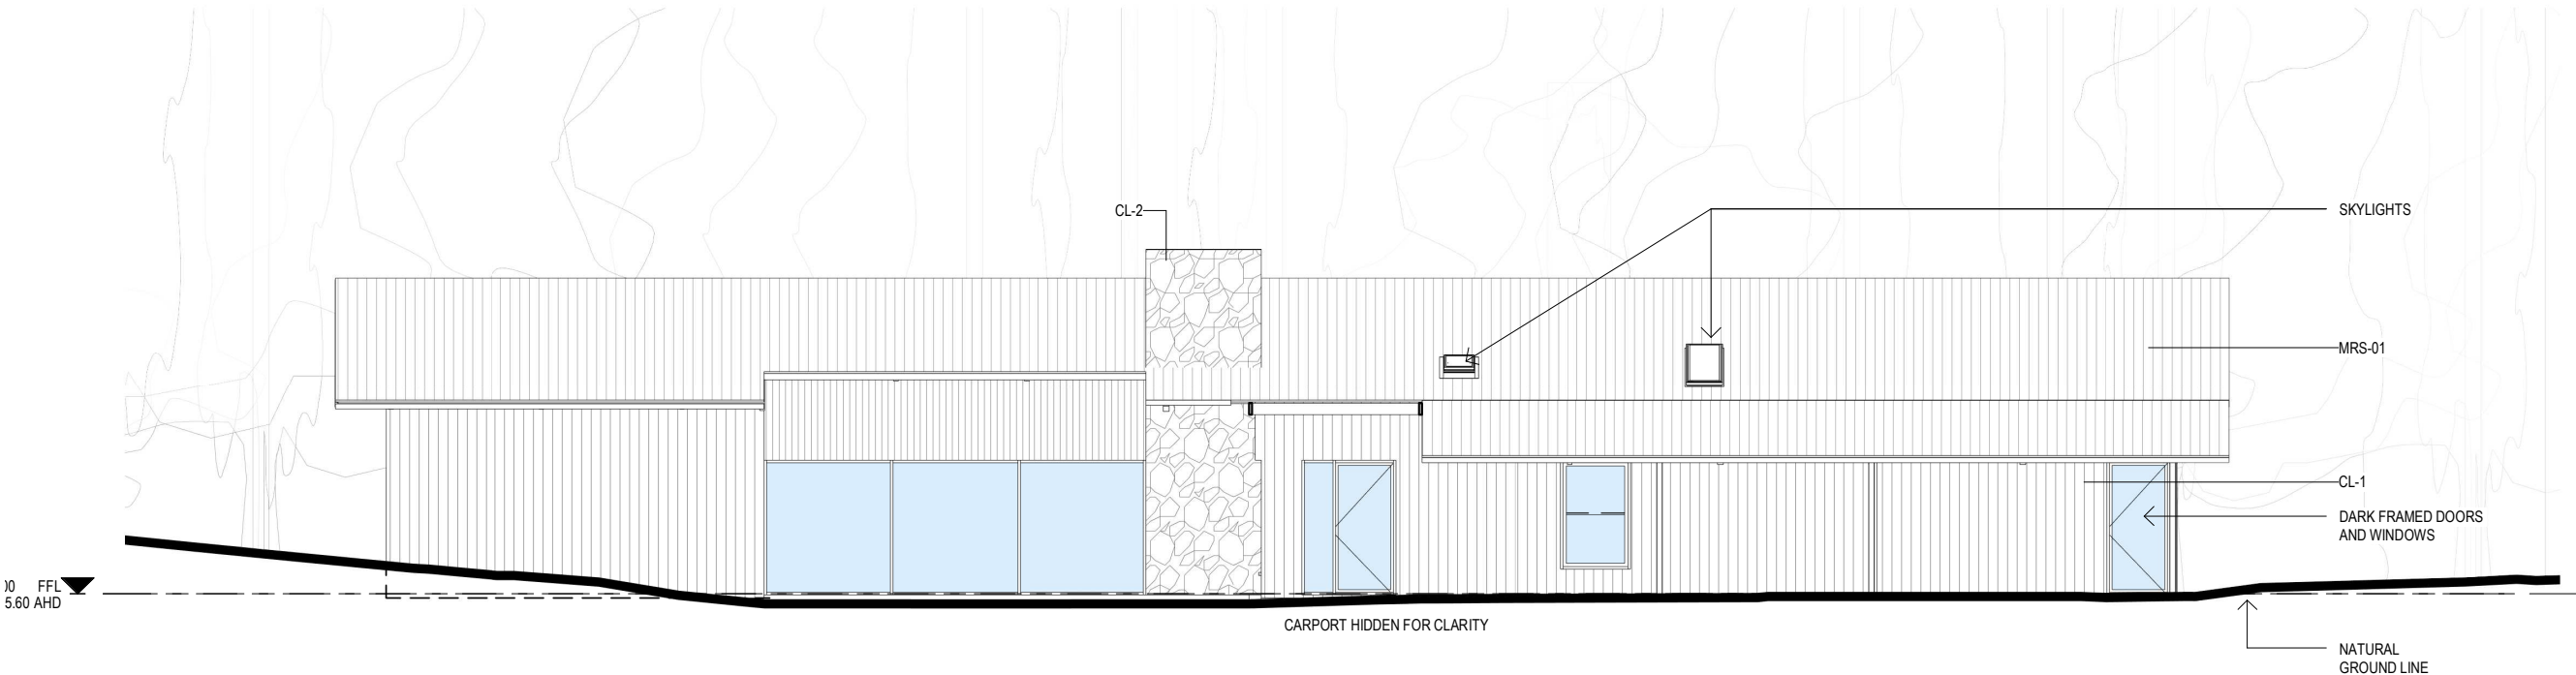 CL-2
SKYLIGHTS
MRS-01
CL-1
DARK FRAMED DOORS
AND WINDOWS
FFL
5.60 AHD
CARPORT HIDDEN FOR CLARITY
NATURAL
GROUND LINE